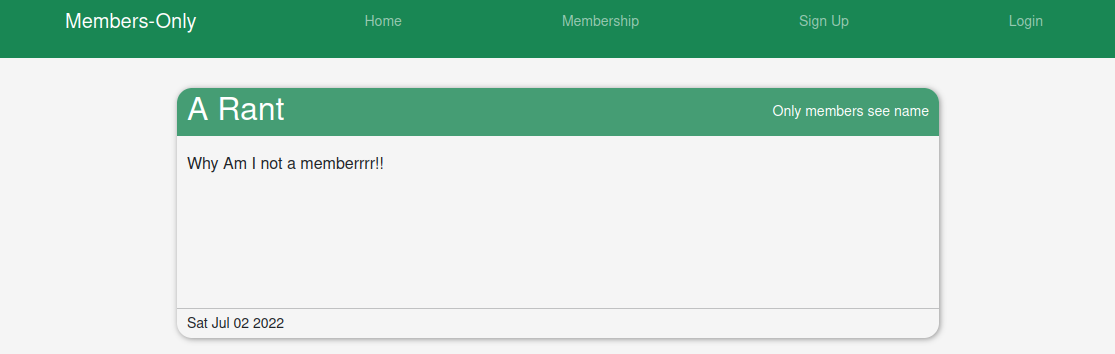 Members-Only Home Membership Sign Up Login
A Rant Only members see name
Why Am I not a memberrrr!!
Sat Jul 02 2022